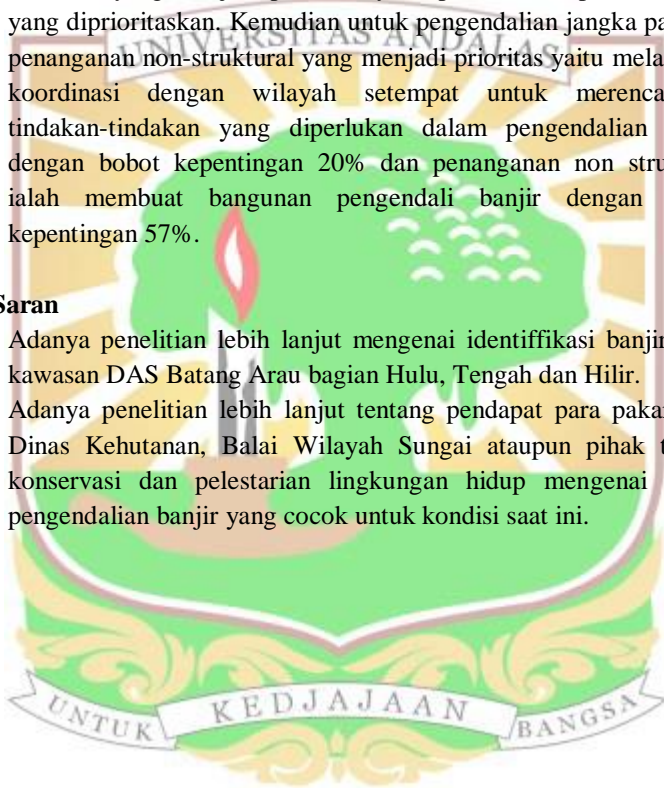 yang diprioritaskan. Kemudian untuk pengendalian jangka pa
UNIVERSITAS ANDALAS
penanganan non-struktural yang menjadi prioritas yaitu mela
koordinasi dengan wilayah setempat untuk merenca
tindakan-tindakan yang diperlukan dalam pengendalian
dengan bobot kepentingan 20% dan penanganan non stru
ialah membuat bangunan pengendali banjir dengan
kepentingan 57%.
Saran
Adanya penelitian lebih lanjut mengenai identiffikasi banjir
kawasan DAS Batang Arau bagian Hulu, Tengah dan Hilir.
Adanya penelitian lebih lanjut tentang pendapat para pakar
Dinas Kehutanan, Balai Wilayah Sungai ataupun pihak t
konservasi dan pelestarian lingkungan hidup mengenai
pengendalian banjir yang cocok untuk kondisi saat ini.
UNTUK KEDJAJAAN BANGSA